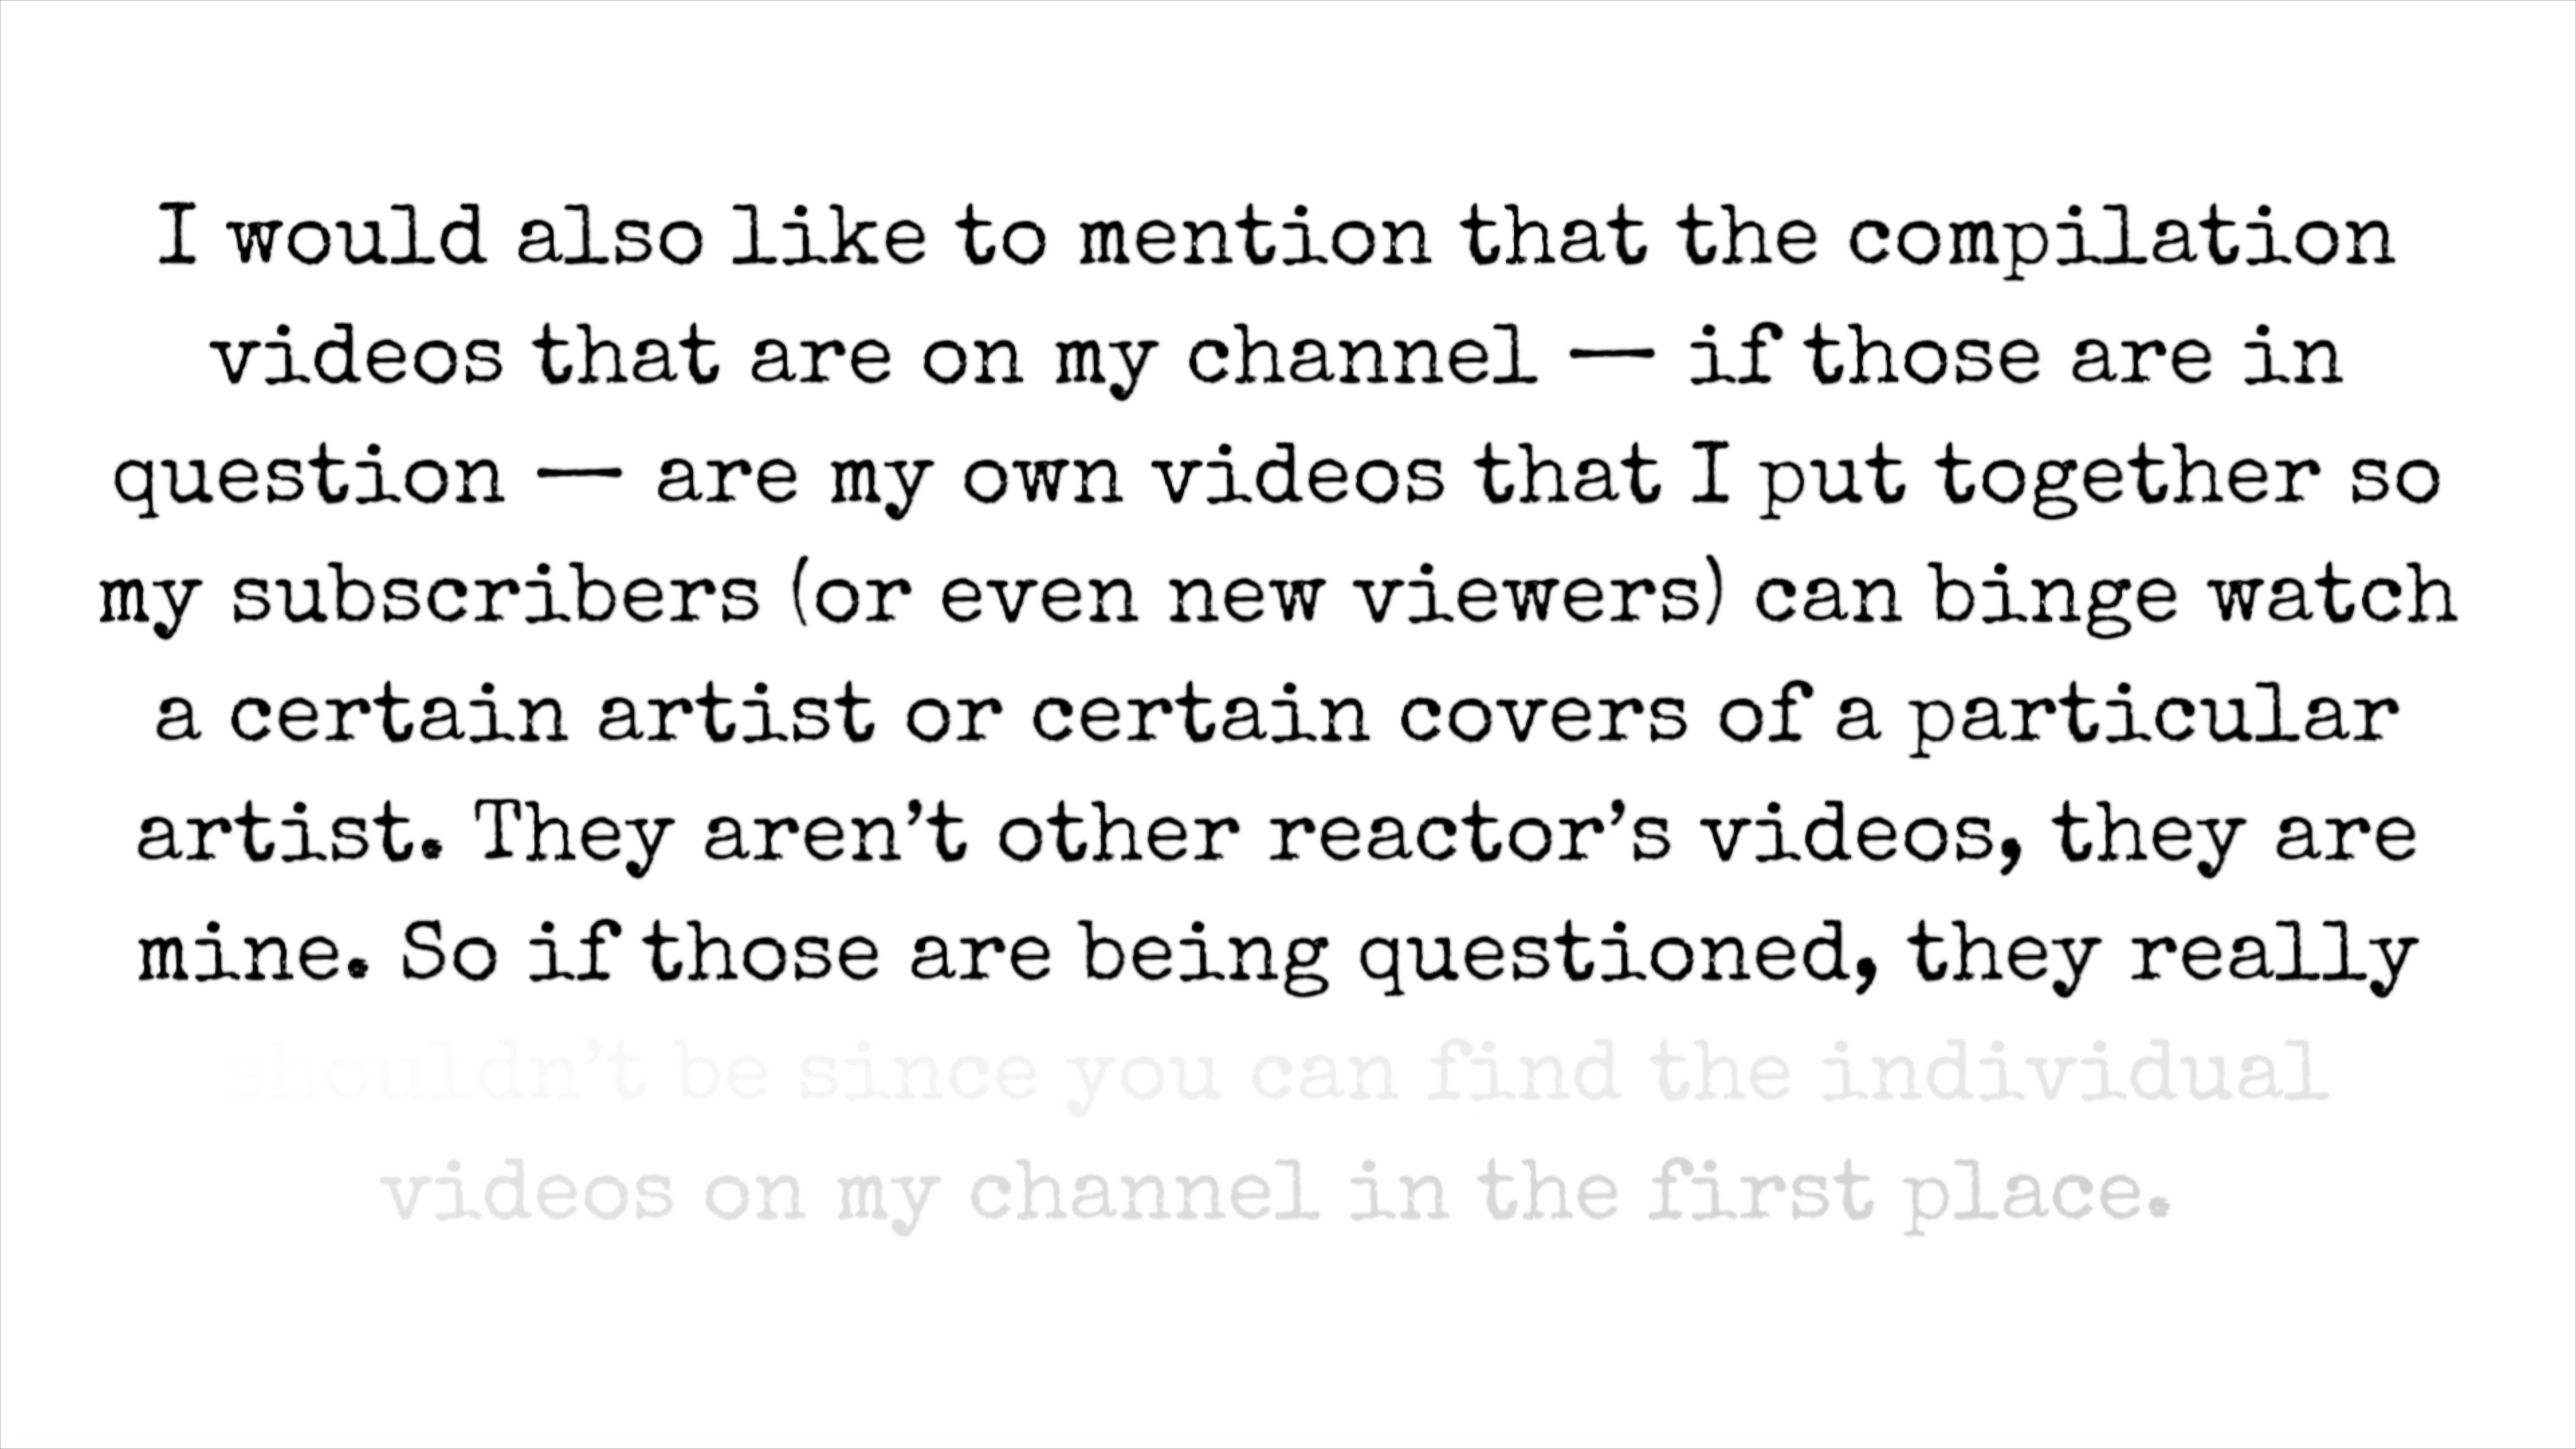 I would also like to mention that the compilation
videos that are on my channel — if those are in
question — are my own videos that I put together so
my subscribers (or even new viewers) can binge watch
a certain artist or certain covers of a particular
artist. They aren’t other reactor’s videos, they are
mine. So if those are being questioned, they really
shouldn’t be since you can find the individual
videos on my channel in the first place.